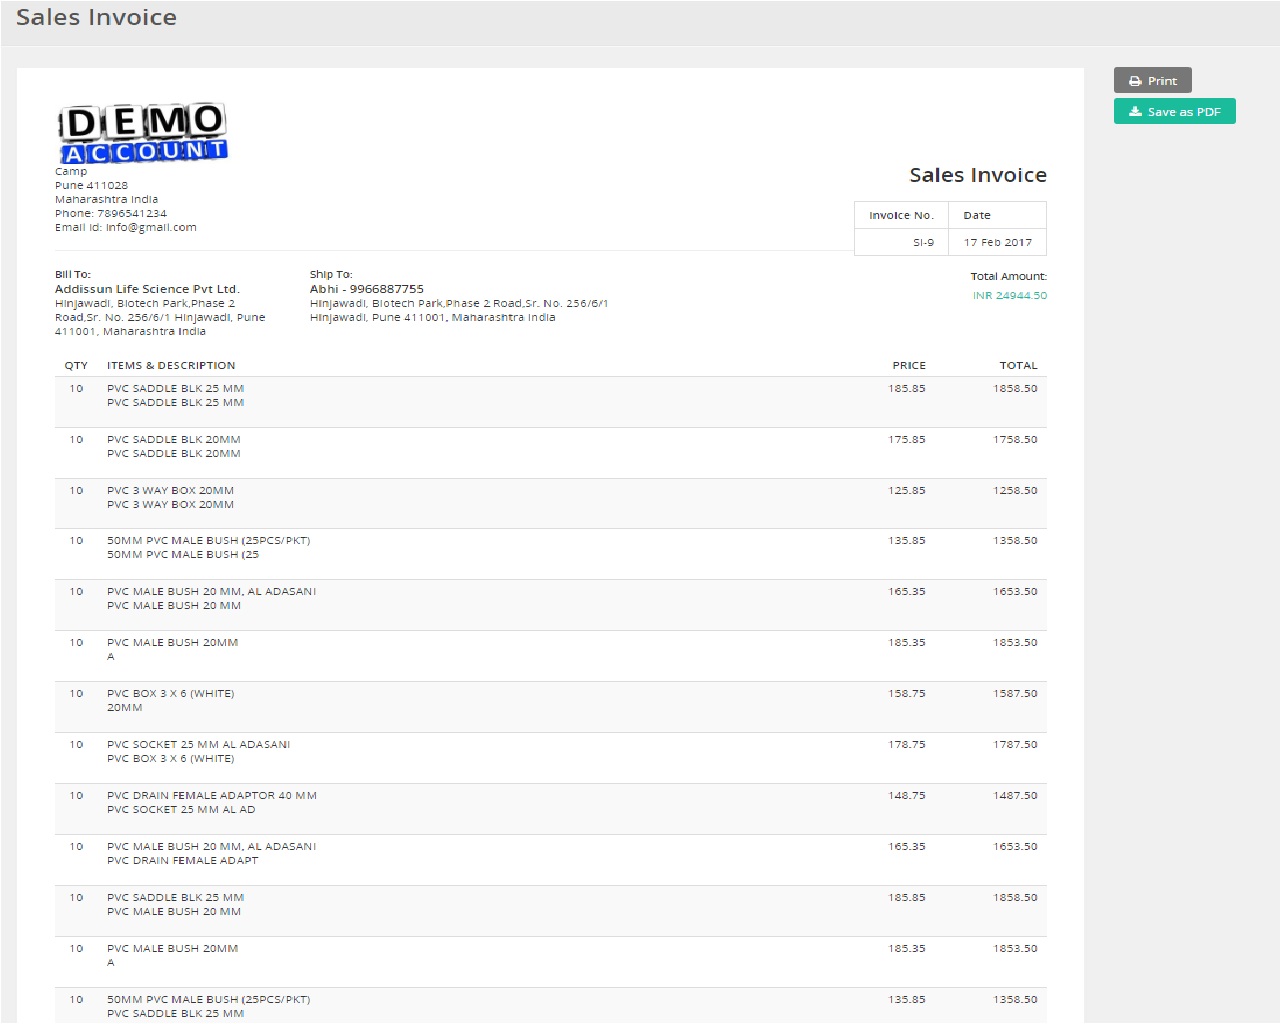 Sales Invoice
Print
Save as PDF
DEMO
ACCOUNT
Camp
Pune 411028
Maharashtra India
Phone: 7896541234
Email id: info@gmail.com
Sales Invoice
Invoice No. Date
SI-9 17 Feb 2017
Bill To:
Addissun Life Science Pvt Ltd.
Hinjawadi, Biotech Park,Phase 2
Road,Sr. No. 256/6/1 Hinjawadi, Pune
411001, Maharashtra India
Ship To:
Abhi - 9966887755
Hinjawadi, Biotech Park,Phase 2 Road,Sr. No. 256/6/1
Hinjawadi, Pune 411001, Maharashtra India
Total Amount:
INR 24944.50
QTY ITEMS & DESCRIPTION PRICE TOTAL
10 PVC SADDLE BLK 25 MM 185.85 1858.50
PVC SADDLE BLK 25 MM
10 PVC SADDLE BLK 20MM 175.85 1758.50
PVC SADDLE BLK 20MM
10 PVC 3 WAY BOX 20MM 125.85 1258.50
PVC 3 WAY BOX 20MM
10 50MM PVC MALE BUSH (25PCS/PKT) 135.85 1358.50
50MM PVC MALE BUSH (25
10 PVC MALE BUSH 20 MM, AL ADASANI 165.35 1653.50
PVC MALE BUSH 20 MM
10 PVC MALE BUSH 20MM 185.35 1853.50
A
10 PVC BOX 3 X 6 (WHITE) 158.75 1587.50
20MM
10 PVC SOCKET 25 MM AL ADASANI 178.75 1787.50
PVC BOX 3 X 6 (WHITE)
10 PVC DRAIN FEMALE ADAPTOR 40 MM 148.75 1487.50
PVC SOCKET 25 MM AL AD
10 PVC MALE BUSH 20 MM, AL ADASANI 165.35 1653.50
PVC DRAIN FEMALE ADAPT
10 PVC SADDLE BLK 25 MM 185.85 1858.50
PVC MALE BUSH 20 MM
10 PVC MALE BUSH 20MM 185.35 1853.50
A
10 50MM PVC MALE BUSH (25PCS/PKT) 135.85 1358.50
PVC SADDLE BLK 25 MM